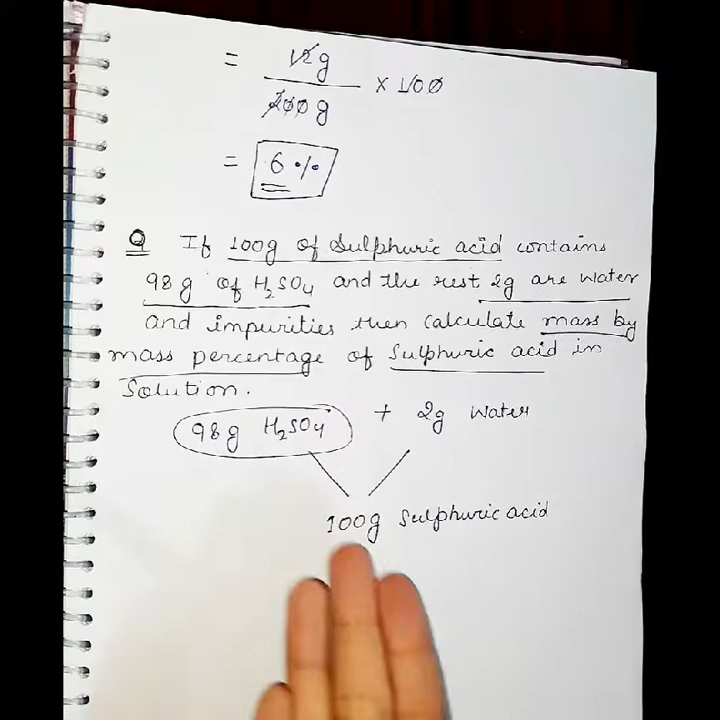 = 12g / 200g × 100
= 6 %
Q If 100g of Sulphuric acid contains
98 g of H₂SO₄ and the rest 2g are water
and impurities then calculate mass by
mass percentage of Sulphuric acid in
Solution.
98g H₂SO₄ + 2g Water
100g Sulphuric acid